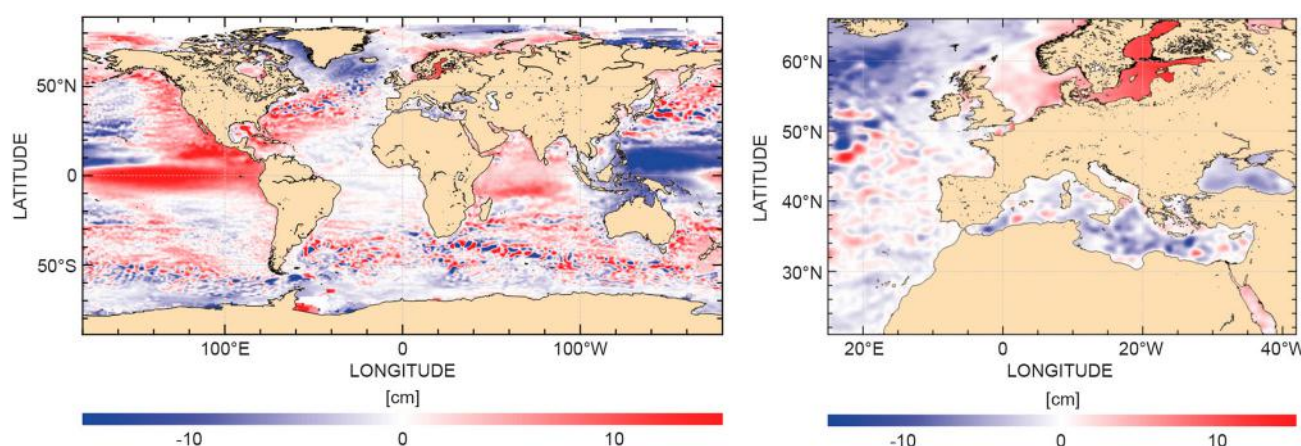 50°N
0
50°S
LATITUDE
100°E
0
100°W
LONGITUDE
[cm]
-10
0
10
60°N
50°N
40°N
30°N
LATITUDE
20°E
0
20°W
40°W
LONGITUDE
[cm]
-10
0
10